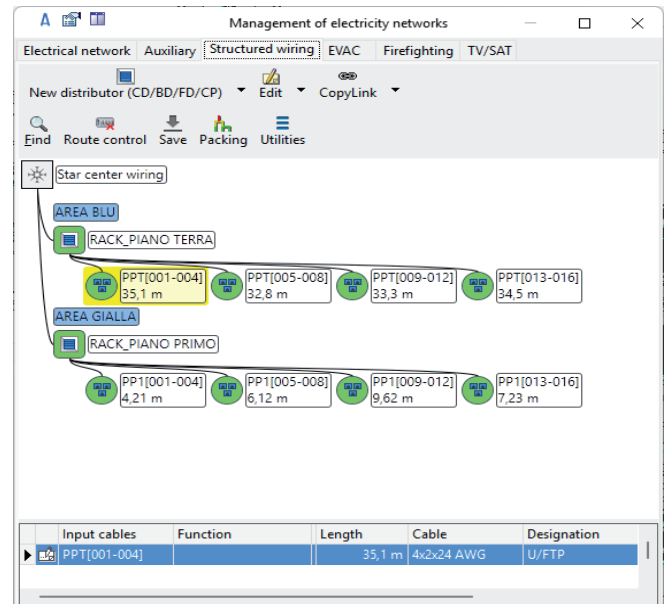 Management of electricity networks
Electrical network Auxiliary Structured wiring EVAC Firefighting TV/SAT
New distributor (CD/BD/FD/CP) Edit CopyLink
Find Route control Save Packing Utilities
Star center wiring
AREA BLU
RACK_PIANO TERRA
PPT[001-004] PPT[005-008] PPT[009-012] PPT[013-016]
35,1 m 32,8 m 33,3 m 34,5 m
AREA GIALLA
RACK_PIANO PRIMO
PP1[001-004] PP1[005-008] PP1[009-012] PP1[013-016]
4,21 m 6,12 m 9,62 m 7,23 m
Input cables Function Length Cable Designation
PPT[001-004] 35,1 m 4x2x24 AWG U/FTP